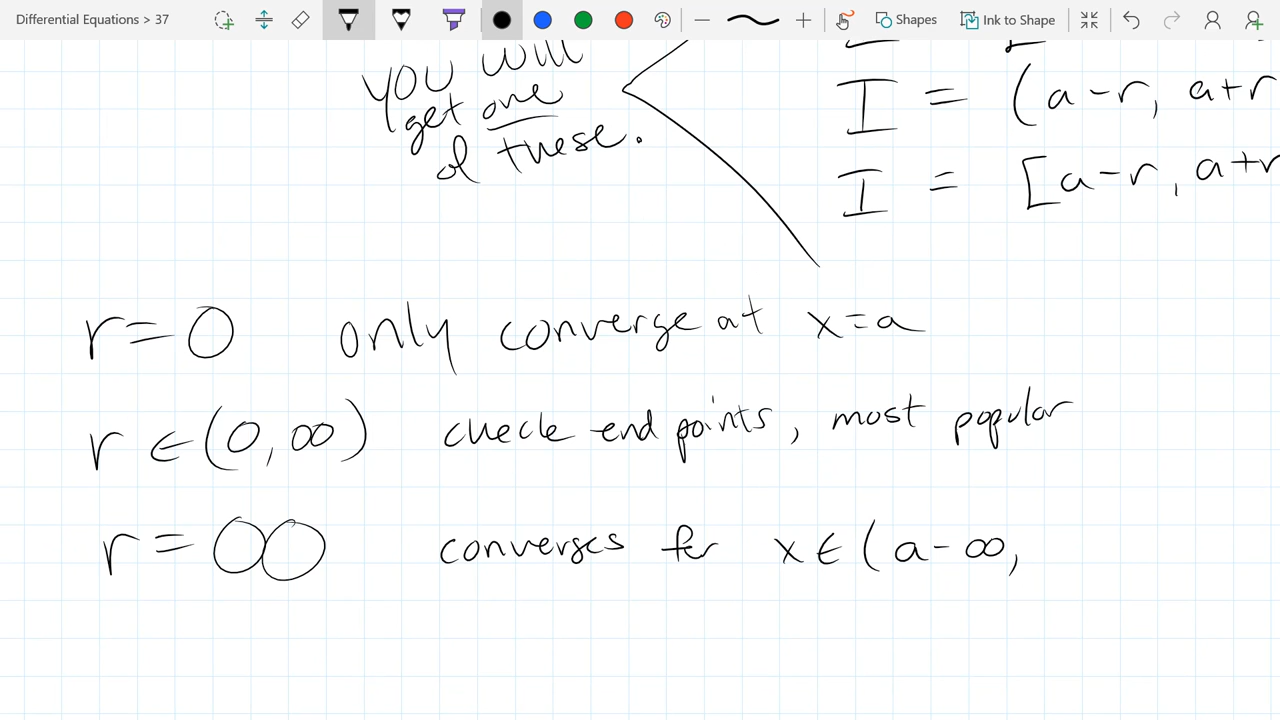 Differential Equations > 37
Shapes
Ink to Shape
you will
get one
of these.
I = (a-r, a+r
I = [a-r, a+r
r=0 only converge at x=a
r ∈ (0, ∞) check end points, most popular
r = ∞ converges for x ∈ (a-∞,